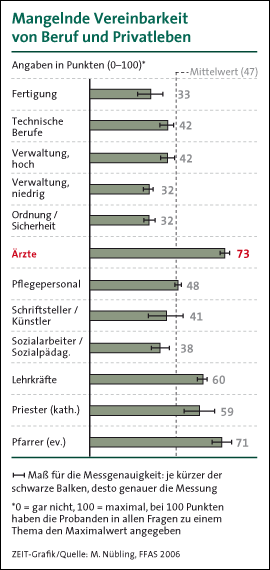 Mangelnde Vereinbarkeit
von Beruf und Privatleben
Angaben in Punkten (0–100)*
Mittelwert (47)
Fertigung 33
Technische
Berufe 42
Verwaltung,
hoch 42
Verwaltung,
niedrig 32
Ordnung /
Sicherheit 32
Ärzte 73
Pflegepersonal 48
Schriftsteller /
Künstler 41
Sozialarbeiter /
Sozialpädag. 38
Lehrkräfte 60
Priester (kath.) 59
Pfarrer (ev.) 71
Maß für die Messgenauigkeit: je kürzer der
schwarze Balken, desto genauer die Messung
*0 = gar nicht, 100 = maximal, bei 100 Punkten
haben die Probanden in allen Fragen zu einem
Thema den Maximalwert angegeben
ZEIT-Grafik/Quelle: M. Nübling, FFAS 2006